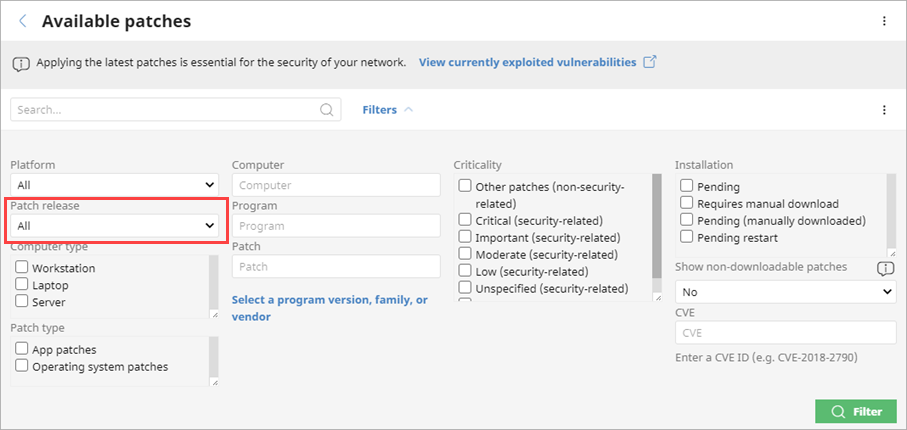 Available patches
Applying the latest patches is essential for the security of your network. View currently exploited vulnerabilities
Search...
Filters
Platform
All
Patch release
All
Computer type
Workstation
Laptop
Server
Patch type
App patches
Operating system patches
Computer
Computer
Program
Program
Patch
Patch
Select a program version, family, or
vendor
Criticality
Other patches (non-security-
related)
Critical (security-related)
Important (security-related)
Moderate (security-related)
Low (security-related)
Unspecified (security-related)
Installation
Pending
Requires manual download
Pending (manually downloaded)
Pending restart
Show non-downloadable patches
No
CVE
CVE
Enter a CVE ID (e.g. CVE-2018-2790)
Filter